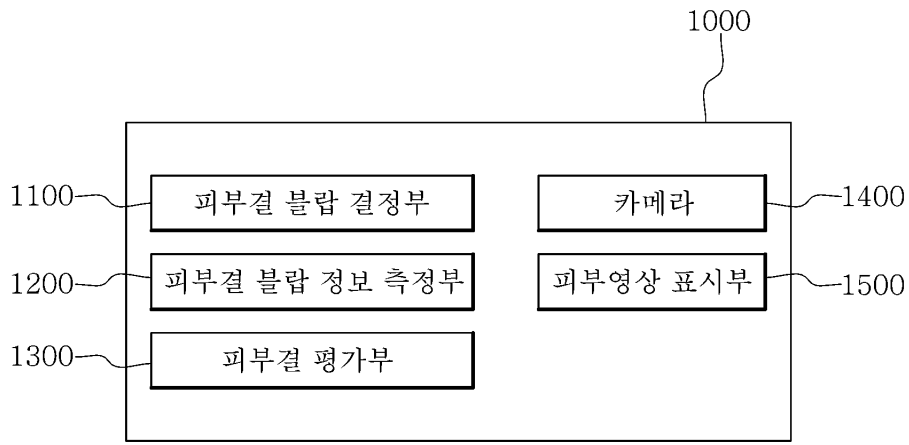 1000
1100 피부결 블랍 결정부 카메라 1400
1200 피부결 블랍 정보 측정부 피부영상 표시부 1500
1300 피부결 평가부